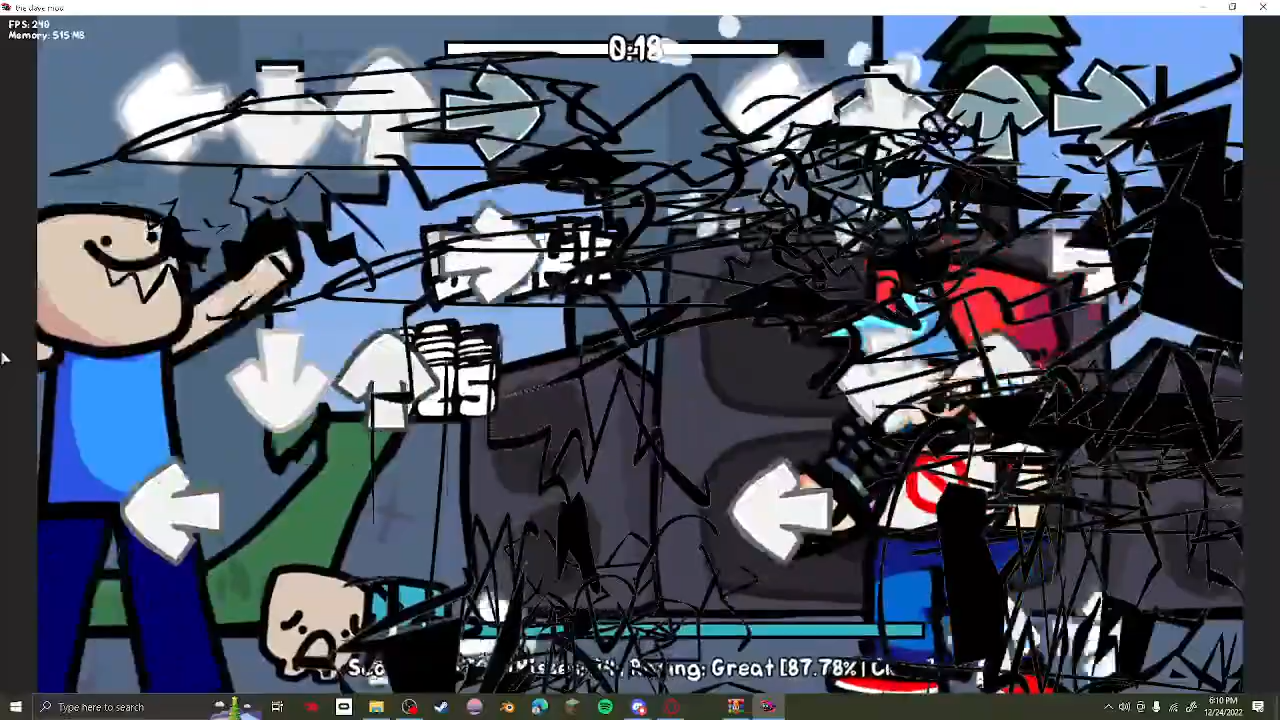 the dave mod
FPS: 240
Memory: 515 MB
0:18
Rating: Great [87.78%]
Type here to search
6:10 PM
12/24/2022